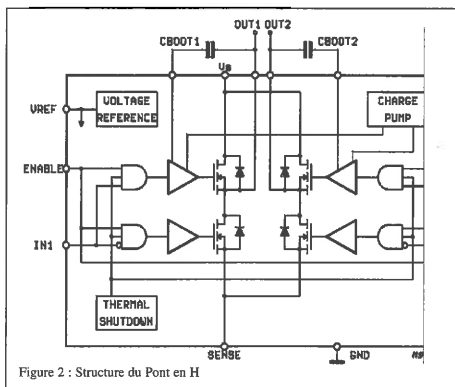 OUT1 OUT2
CBOOT1 CBOOT2
Vs
VREF
VOLTAGE
REFERENCE
CHARGE
PUMP
ENABLE
IN1
THERMAL
SHUTDOWN
SENSE
GND
Figure 2 : Structure du Pont en H